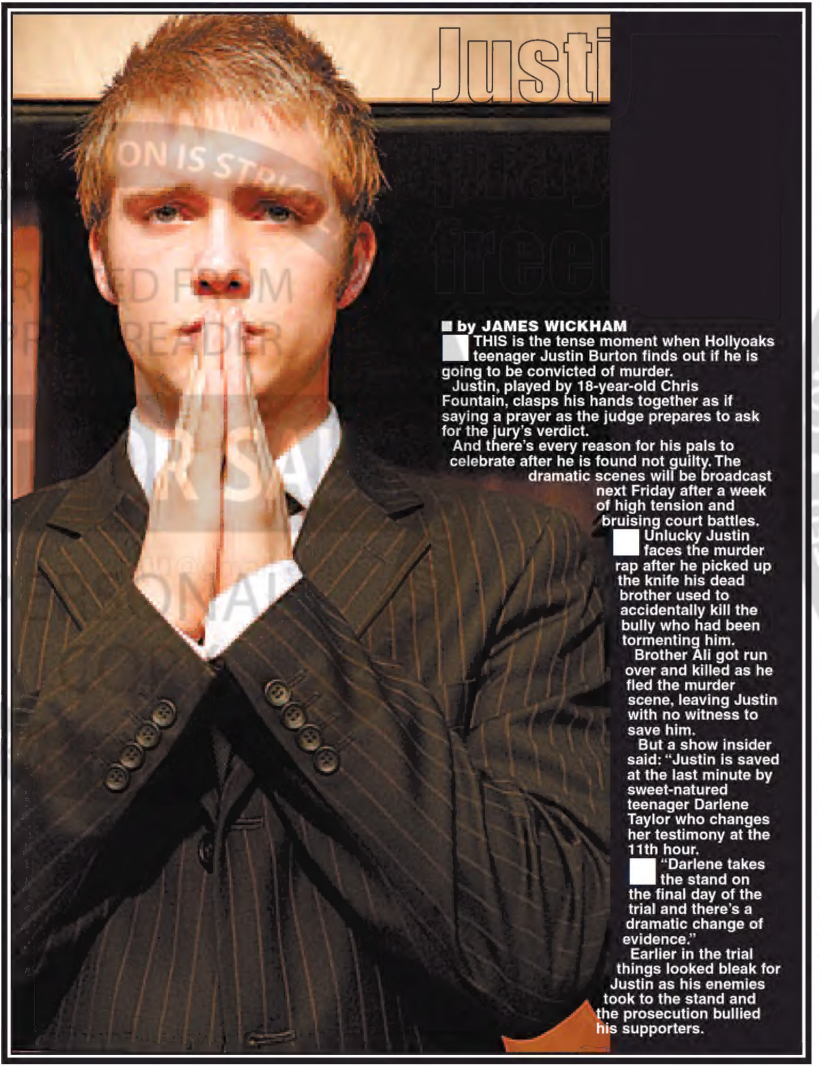 Justi
pray
free
by JAMES WICKHAM
THIS is the tense moment when Hollyoaks
teenager Justin Burton finds out if he is
going to be convicted of murder.
Justin, played by 18-year-old Chris
Fountain, clasps his hands together as if
saying a prayer as the judge prepares to ask
for the jury's verdict.
And there's every reason for his pals to
celebrate after he is found not guilty. The
dramatic scenes will be broadcast
next Friday after a week
of high tension and
bruising court battles.
Unlucky Justin
faces the murder
rap after he picked up
the knife his dead
brother used to
accidentally kill the
bully who had been
tormenting him.
Brother Ali got run
over and killed as he
fled the murder
scene, leaving Justin
with no witness to
save him.
But a show insider
said: “Justin is saved
at the last minute by
sweet-natured
teenager Darlene
Taylor who changes
her testimony at the
11th hour.
“Darlene takes
the stand on
the final day of the
trial and there's a
dramatic change of
evidence.”
Earlier in the trial
things looked bleak for
Justin as his enemies
took to the stand and
the prosecution bullied
his supporters.
ON IS STRIC
ED FROM
READER
R SA
PERSONAL